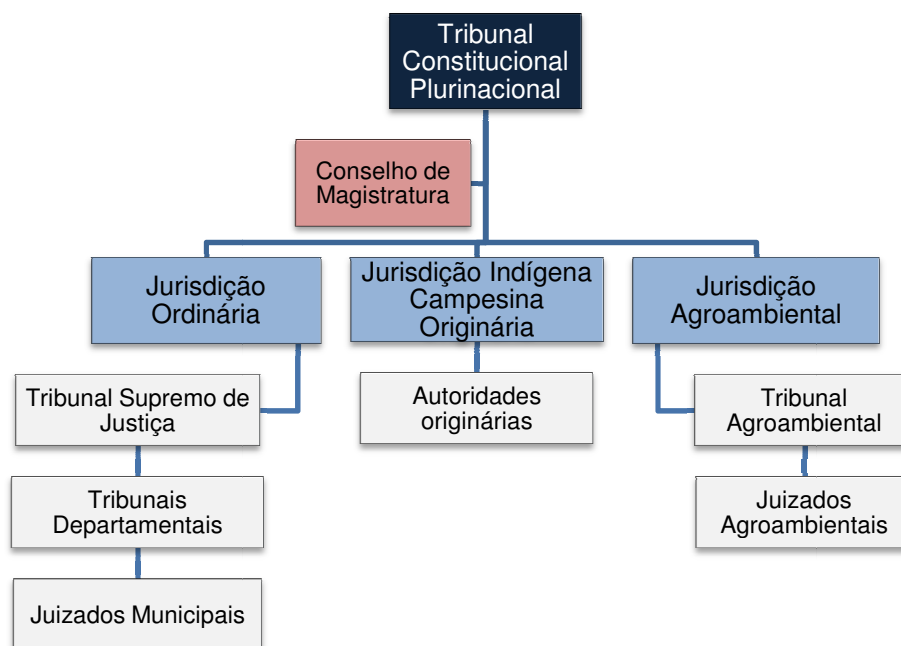 Tribunal
Constitucional
Plurinacional
Conselho de
Magistratura
Jurisdição
Ordinária
Jurisdição Indígena
Campesina
Originária
Jurisdição
Agroambiental
Tribunal Supremo de
Justiça
Autoridades
originárias
Tribunal
Agroambiental
Tribunais
Departamentais
Juizados
Agroambientais
Juizados Municipais